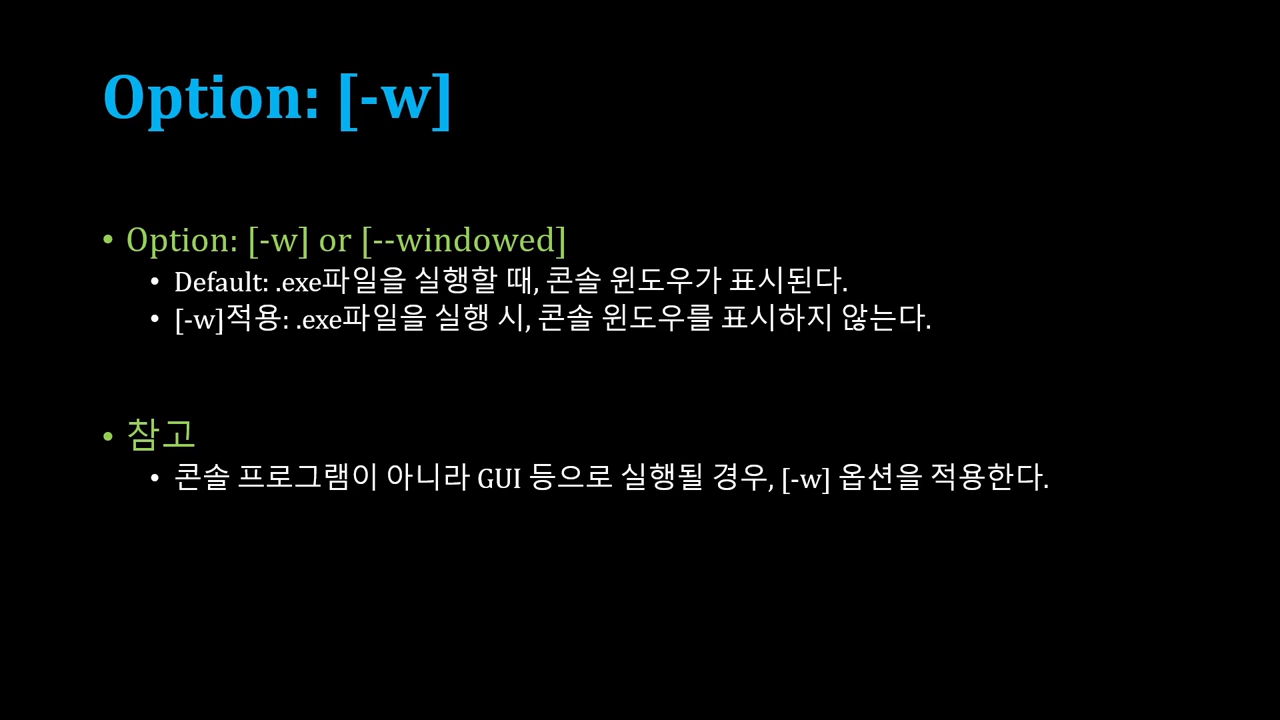 Option: [-w]
• Option: [-w] or [--windowed]
• Default: .exe파일을 실행할 때, 콘솔 윈도우가 표시된다.
• [-w]적용: .exe파일을 실행 시, 콘솔 윈도우를 표시하지 않는다.
• 참고
• 콘솔 프로그램이 아니라 GUI 등으로 실행될 경우, [-w] 옵션을 적용한다.